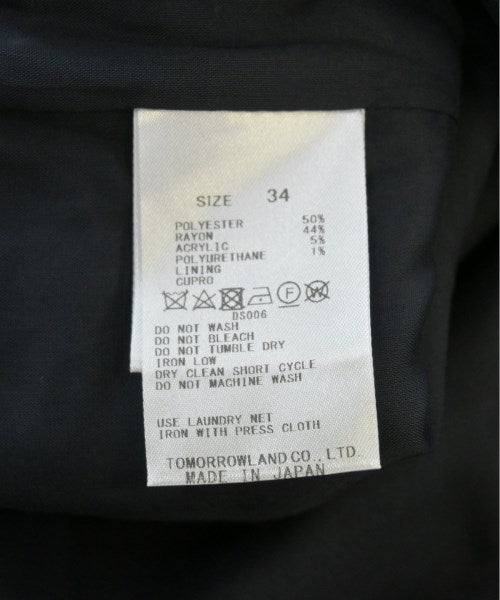 SIZE 34
POLYESTER 50%
RAYON 44%
ACRYLIC 5%
POLYURETHANE 1%
LINING
CUPRO
DS006
DO NOT WASH
DO NOT BLEACH
DO NOT TUMBLE DRY
IRON LOW
DRY CLEAN SHORT CYCLE
DO NOT MACHINE WASH
USE LAUNDRY NET
IRON WITH PRESS CLOTH
TOMORROWLAND CO., LTD.
MADE IN JAPAN